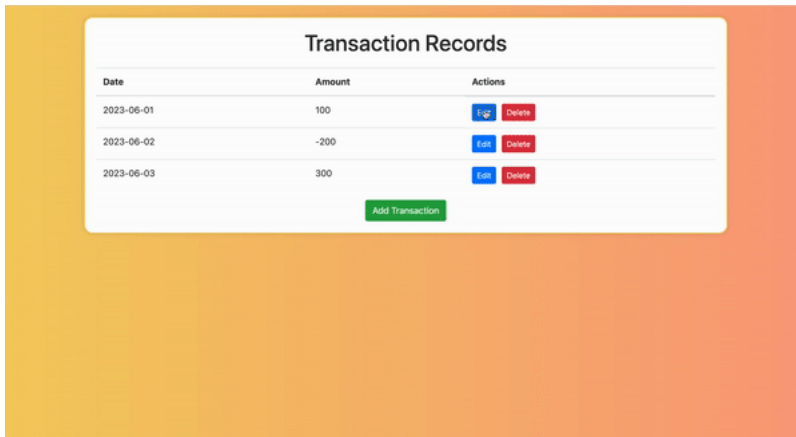 Transaction Records
Date Amount Actions
2023-06-01 100 Edit Delete
2023-06-02 -200 Edit Delete
2023-06-03 300 Edit Delete
Add Transaction